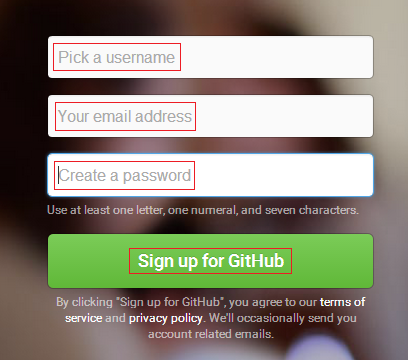 Pick a username
Your email address
Create a password
Use at least one letter, one numeral, and seven characters.
Sign up for GitHub
By clicking "Sign up for GitHub", you agree to our terms of
service and privacy policy. We'll occasionally send you
account related emails.